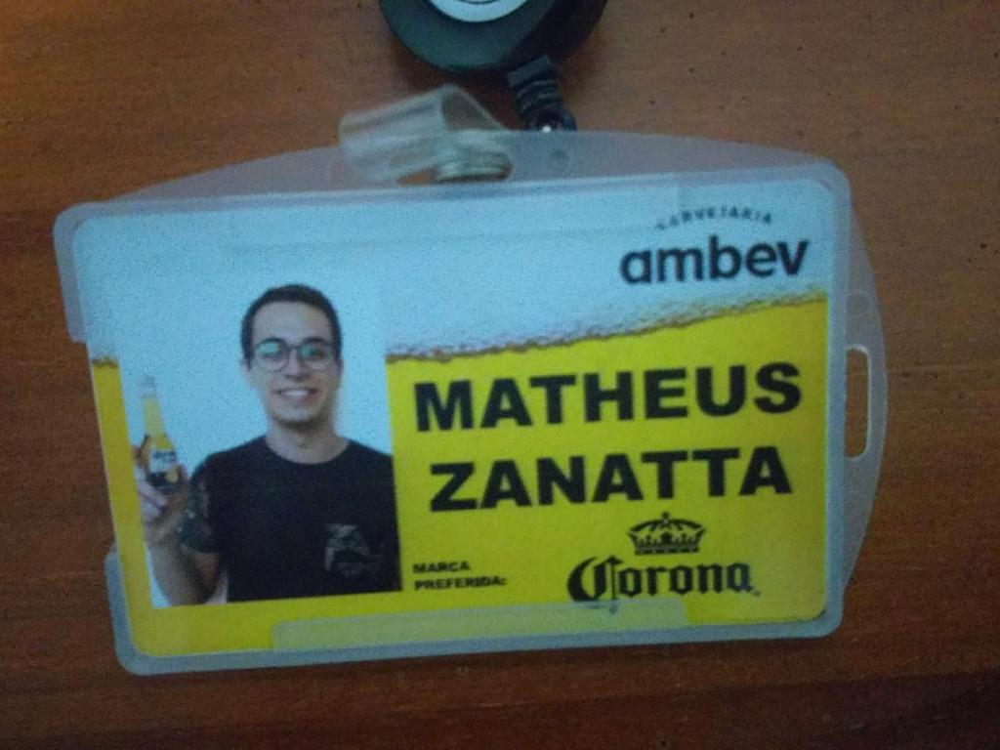 CERVEJARIA
ambev
MATHEUS
ZANATTA
MARCA
PREFERIDA:
Corona